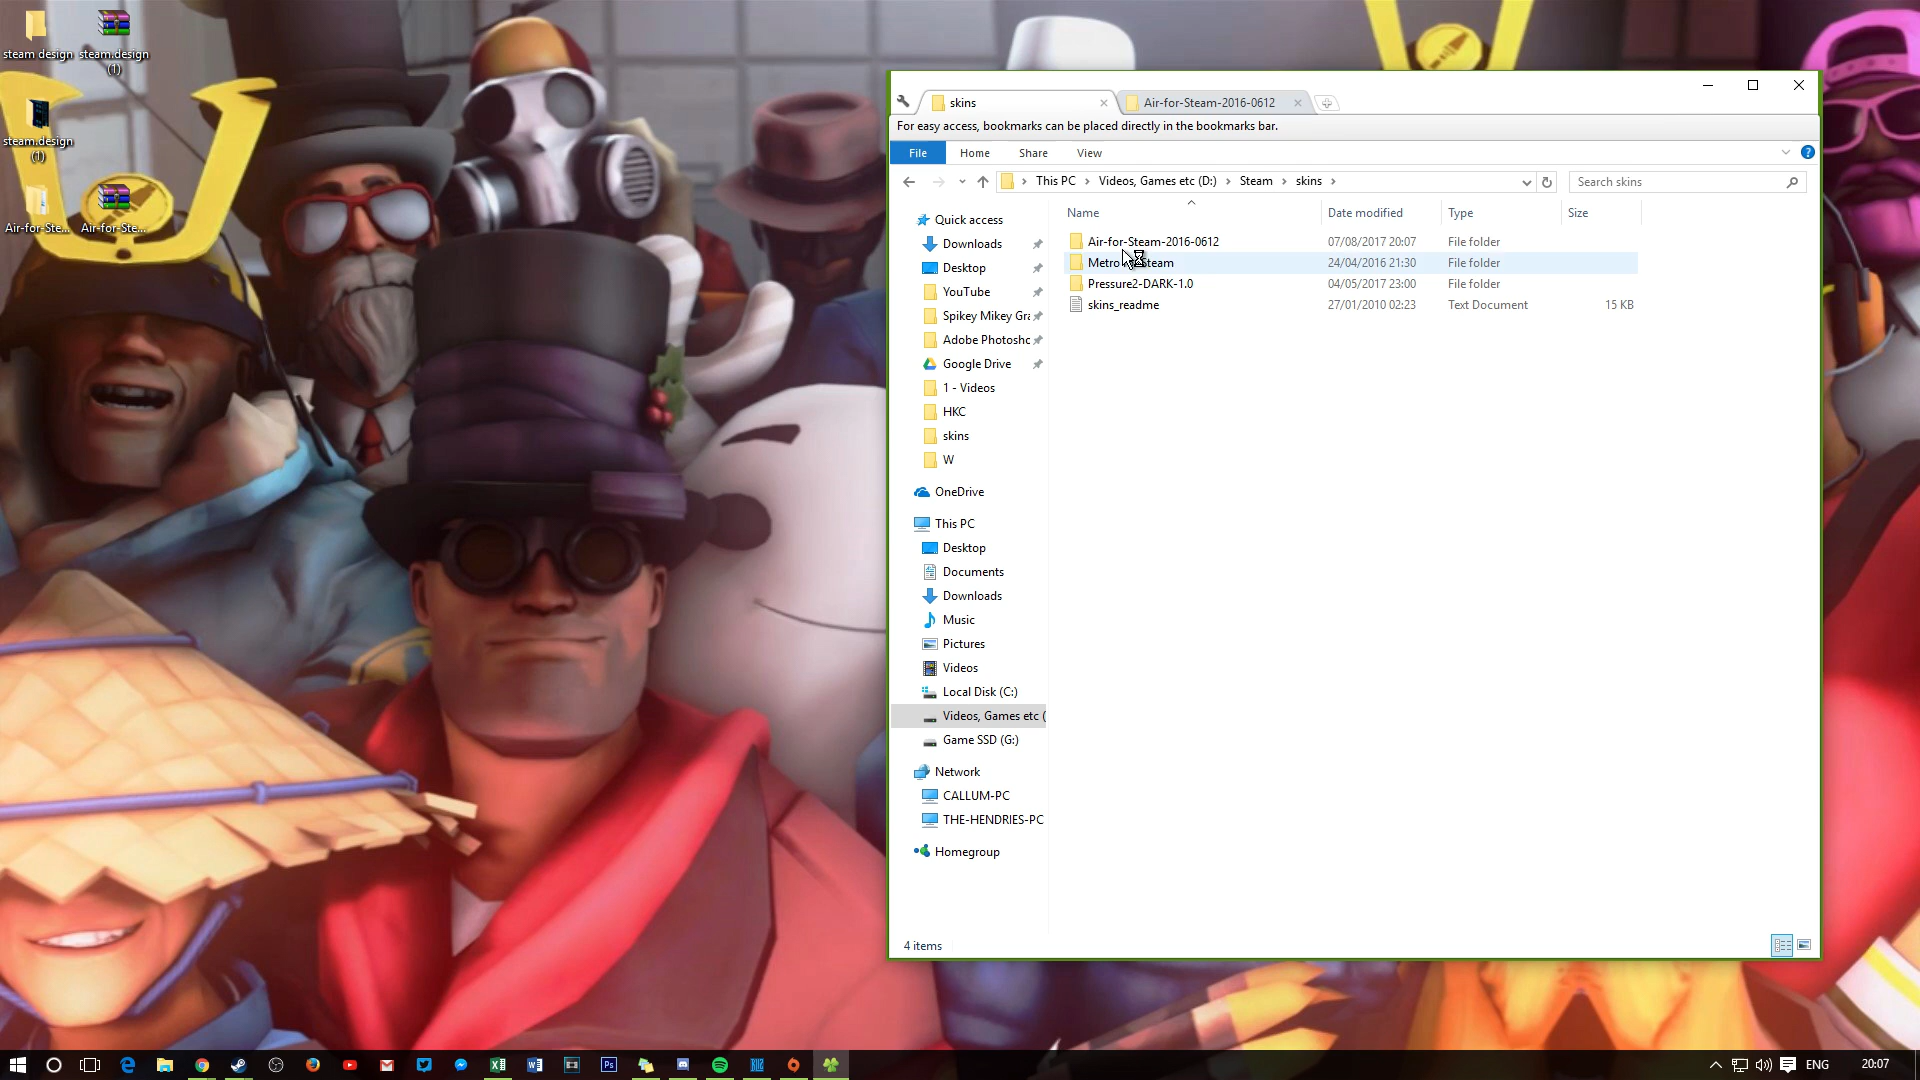 steam design
steam.design
(1)
steam.design
(1)
Air-for-Ste...
Air-for-Ste...
skins
Air-for-Steam-2016-0612
For easy access, bookmarks can be placed directly in the bookmarks bar.
File
Home
Share
View
This PC
Videos, Games etc (D:)
Steam
skins
Search skins
Name
Date modified
Type
Size
Air-for-Steam-2016-0612
07/08/2017 20:07
File folder
Metro Steam
24/04/2016 21:30
File folder
Pressure2-DARK-1.0
04/05/2017 23:00
File folder
skins_readme
27/01/2010 02:23
Text Document
15 KB
Quick access
Downloads
Desktop
YouTube
Spikey Mikey Gra
Adobe Photoshc
Google Drive
1 - Videos
HKC
skins
W
OneDrive
This PC
Desktop
Documents
Downloads
Music
Pictures
Videos
Local Disk (C:)
Videos, Games etc (
Game SSD (G:)
Network
CALLUM-PC
THE-HENDRIES-PC
Homegroup
4 items
Ps
ENG
20:07